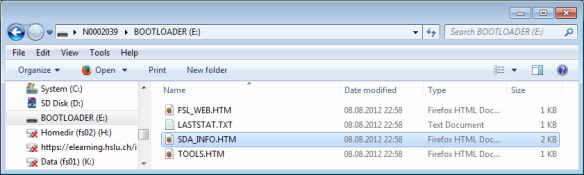 N0002039 ▸ BOOTLOADER (E:)
Search BOOTLOADER (E:)
File Edit View Tools Help
Organize Open Print New folder
Name Date modified Type Size
System (C:)
SD Disk (D:)
BOOTLOADER (E:)
Homedir (fs02) (H:)
https://elearning.hslu.ch/i
Data (fs01) (K:)
FSL_WEB.HTM 08.08.2012 22:58 Firefox HTML Doc... 1 KB
LASTSTAT.TXT 08.08.2012 22:58 Text Document 1 KB
SDA_INFO.HTM 08.08.2012 22:58 Firefox HTML Doc... 2 KB
TOOLS.HTM 08.08.2012 22:58 Firefox HTML Doc... 1 KB